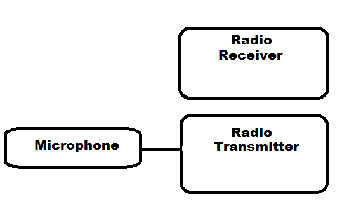 Radio
Receiver
Microphone
Radio
Transmitter